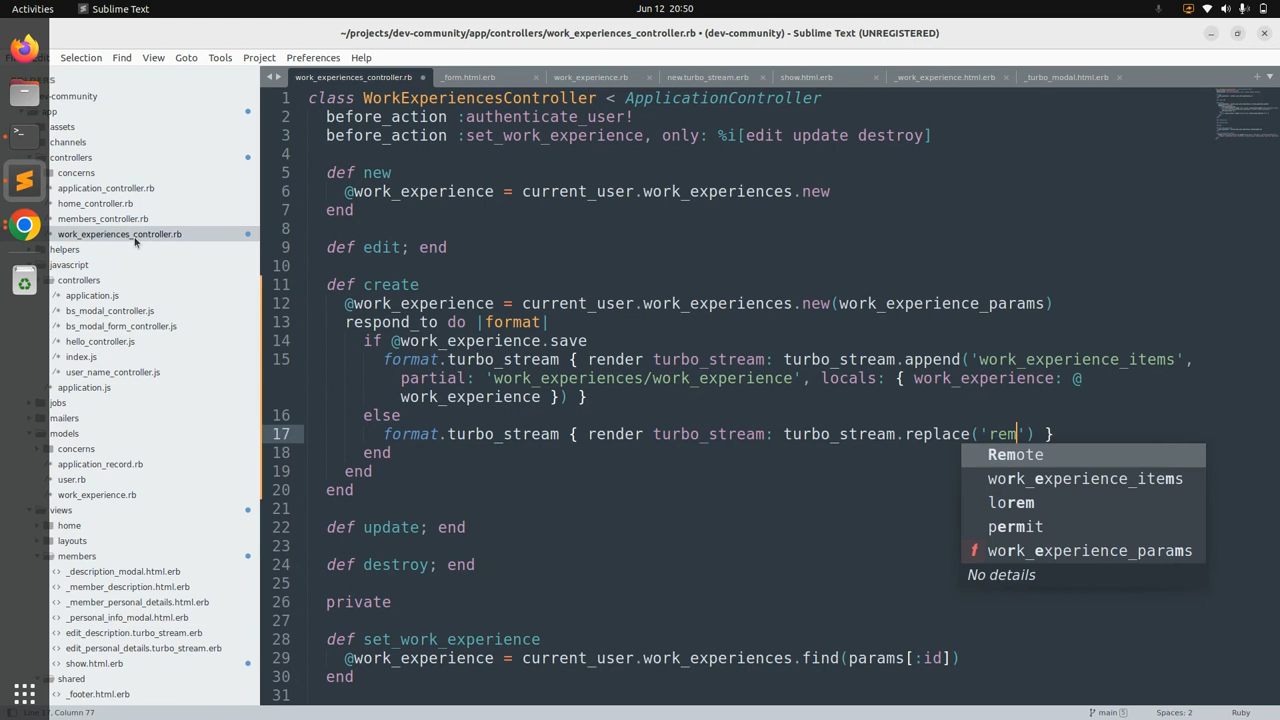 Activities
Sublime Text
Jun 12 20:50
~/projects/dev-community/app/controllers/work_experiences_controller.rb • (dev-community) - Sublime Text (UNREGISTERED)
Selection Find View Goto Tools Project Preferences Help
work_experiences_controller.rb
_form.html.erb
work_experience.rb
new.turbo_stream.erb
show.html.erb
_work_experience.html.erb
_turbo_modal.html.erb
app
assets
channels
controllers
concerns
application_controller.rb
home_controller.rb
members_controller.rb
work_experiences_controller.rb
helpers
javascript
controllers
/* application.js
/* bs_modal_controller.js
/* bs_modal_form_controller.js
/* hello_controller.js
/* index.js
/* user_name_controller.js
/* application.js
jobs
mailers
models
concerns
application_record.rb
user.rb
work_experience.rb
views
home
layouts
members
<> _description_modal.html.erb
<> _member_description.html.erb
<> _member_personal_details.html.erb
<> _personal_info_modal.html.erb
<> edit_description.turbo_stream.erb
<> edit_personal_details.turbo_stream.erb
<> show.html.erb
shared
<> _footer.html.erb
1 class WorkExperiencesController < ApplicationController
2 before_action :authenticate_user!
3 before_action :set_work_experience, only: %i[edit update destroy]
4
5 def new
6 @work_experience = current_user.work_experiences.new
7 end
8
9 def edit; end
10
11 def create
12 @work_experience = current_user.work_experiences.new(work_experience_params)
13 respond_to do |format|
14 if @work_experience.save
15 format.turbo_stream { render turbo_stream: turbo_stream.append('work_experience_items',
partial: 'work_experiences/work_experience', locals: { work_experience: @
work_experience }) }
16 else
17 format.turbo_stream { render turbo_stream: turbo_stream.replace('rem') }
18 end
19 end
20 end
21
22 def update; end
23
24 def destroy; end
25
26 private
27
28 def set_work_experience
29 @work_experience = current_user.work_experiences.find(params[:id])
30 end
31
Remote
work_experience_items
lorem
permit
f work_experience_params
No details
Column 77
main 5
Spaces: 2
Ruby